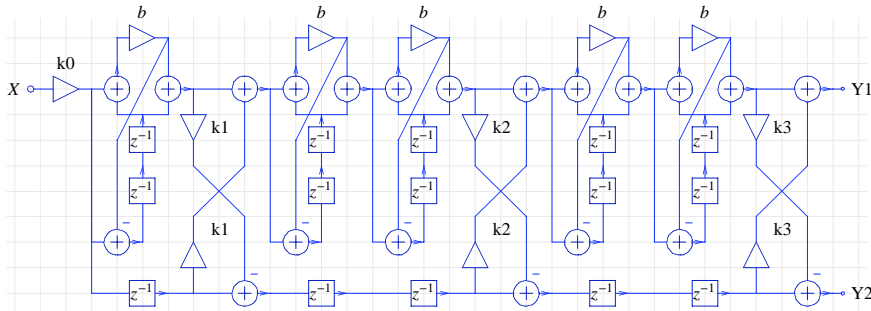 b b b b b
k0
X Y1
k1 k2 k3
z⁻¹ z⁻¹ z⁻¹ z⁻¹ z⁻¹
z⁻¹ z⁻¹ z⁻¹ z⁻¹ z⁻¹
k1 k2 k3
− − − − −
− − −
z⁻¹ z⁻¹ z⁻¹ z⁻¹ z⁻¹ Y2